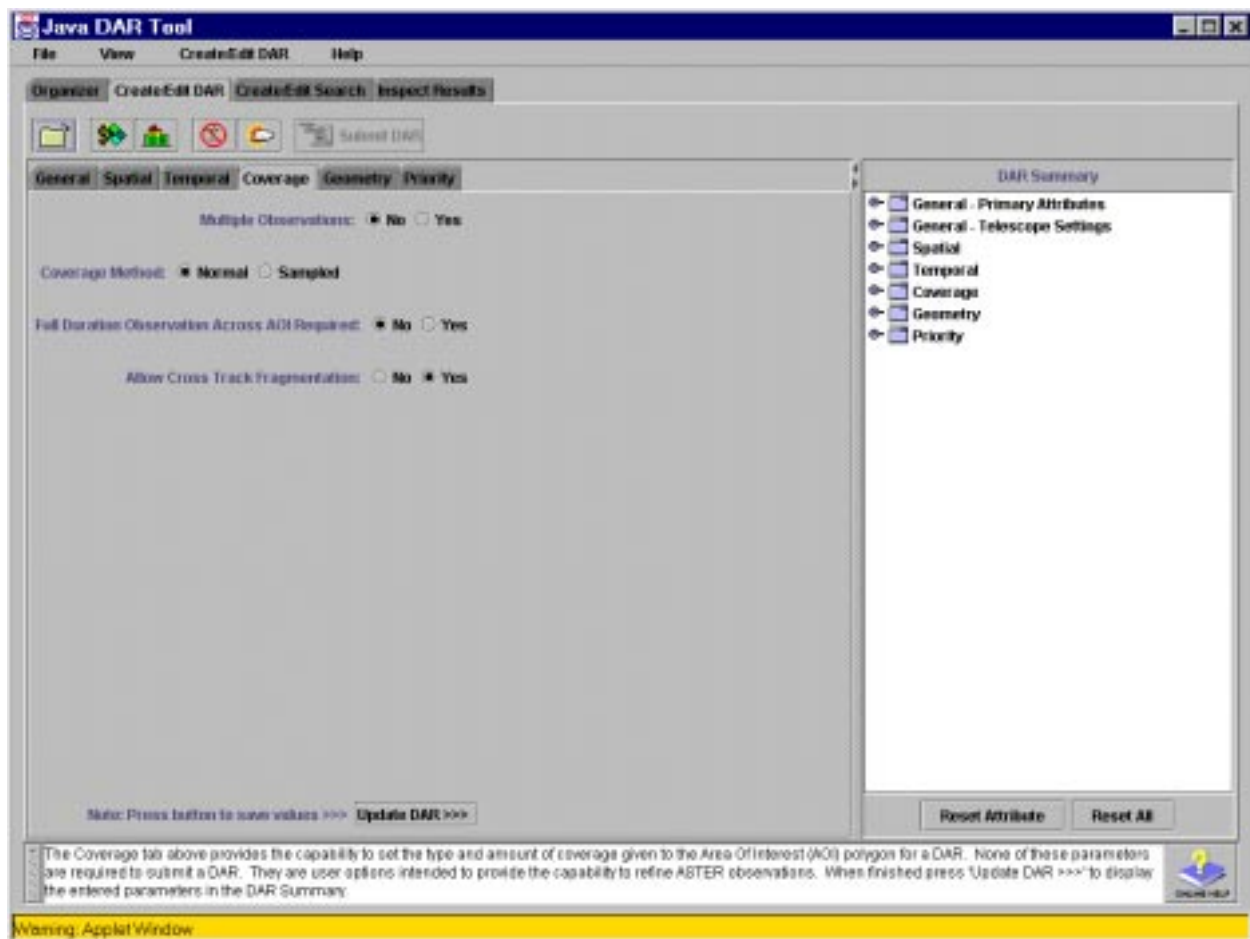 Java DAR Tool
File View Create/Edit DAR Help
Organizer Create/Edit DAR Create/Edit Search Inspect Results
Submit DAR
General Spatial Temporal Coverage Geometry Priority
DAR Summary
Multiple Observations: No Yes
Coverage Method: Normal Sampled
Full Duration Observation Across AOI Required: No Yes
Allow Cross Track Fragmentation: No Yes
General - Primary Attributes
General - Telescope Settings
Spatial
Temporal
Coverage
Geometry
Priority
Note: Press button to save values >>> Update DAR >>>
Reset Attribute Reset All
The Coverage tab above provides the capability to set the type and amount of coverage given to the Area Of Interest (AOI) polygon for a DAR. None of these parameters
are required to submit a DAR. They are user options intended to provide the capability to refine ASTER observations. When finished press 'Update DAR >>>' to display
the entered parameters in the DAR Summary.
ONLINE HELP
Warning: Applet Window